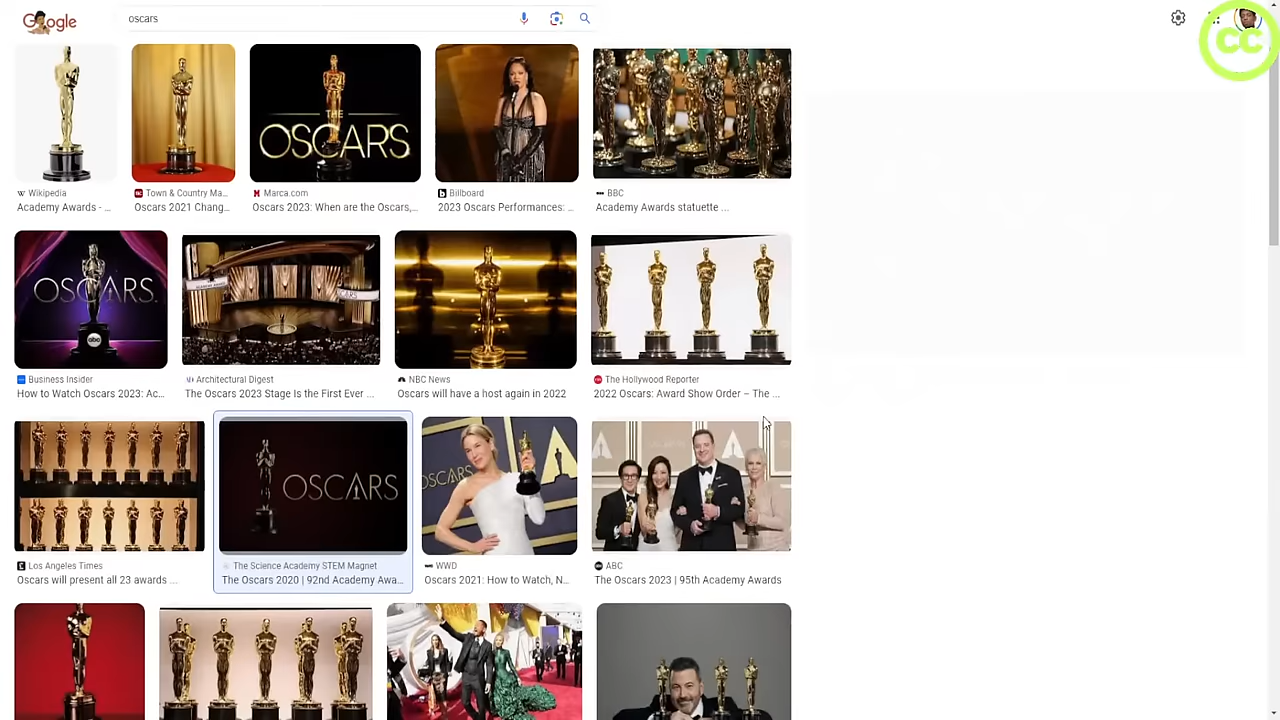 Google
oscars
CC
THE
OSCARS
Wikipedia
Academy Awards - ...
Town & Country Ma...
Oscars 2021 Chang...
Marca.com
Oscars 2023: When are the Oscars,...
Billboard
2023 Oscars Performances: ...
BBC
Academy Awards statuette ...
OSCARS
abc
Business Insider
How to Watch Oscars 2023: Ac...
Architectural Digest
The Oscars 2023 Stage Is the First Ever ...
NBC News
Oscars will have a host again in 2022
The Hollywood Reporter
2022 Oscars: Award Show Order – The ...
OSCARS
OSCARS
Los Angeles Times
Oscars will present all 23 awards ...
The Science Academy STEM Magnet
The Oscars 2020 | 92nd Academy Awa...
WWD
Oscars 2021: How to Watch, N...
ABC
The Oscars 2023 | 95th Academy Awards